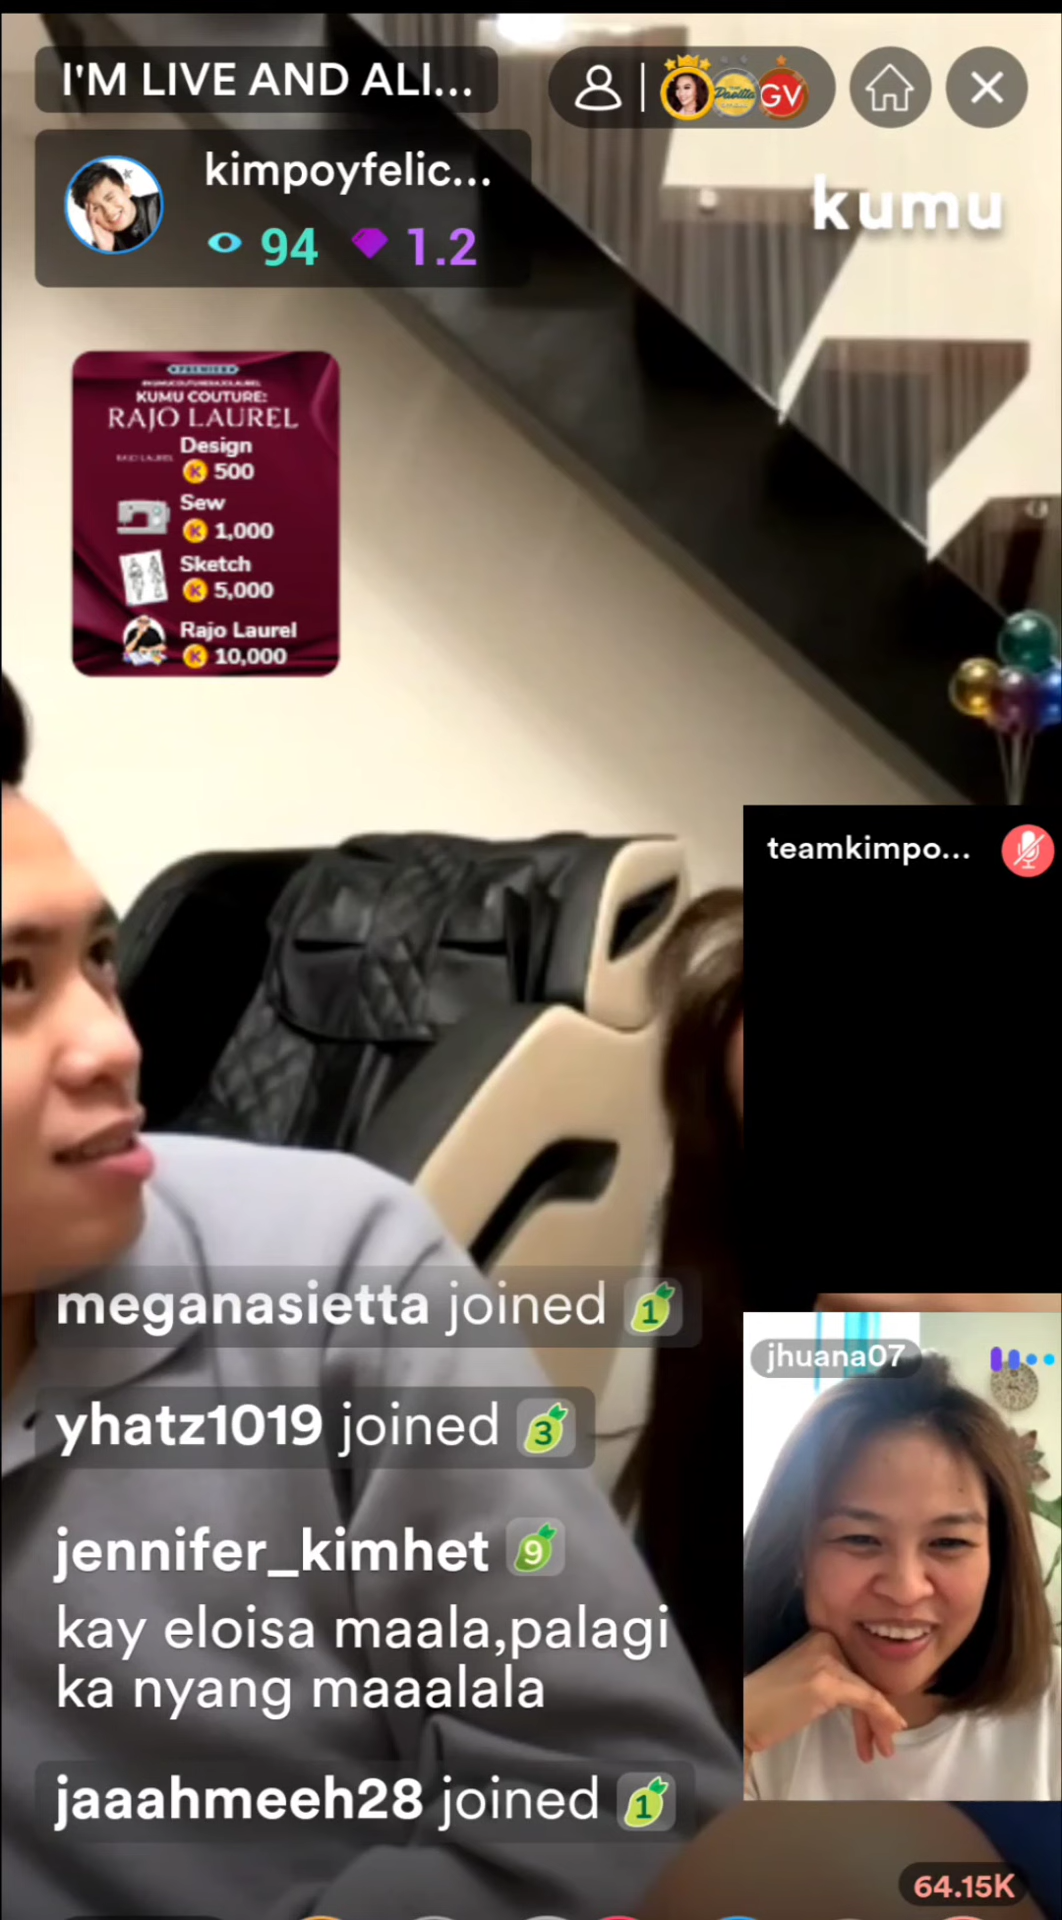 I'M LIVE AND ALI...
GV
kimpoyfelic...
94 1.2
kumu
PREMIER
KUMU COUTURE:
RAJO LAUREL
Design
500
Sew
1,000
Sketch
5,000
Rajo Laurel
10,000
teamkimpo...
meganasietta joined 1
jhuana07
yhatz1019 joined 3
jennifer_kimhet 9
kay eloisa maala,palagi
ka nyang maaalala
jaaahmeeh28 joined 1
64.15K